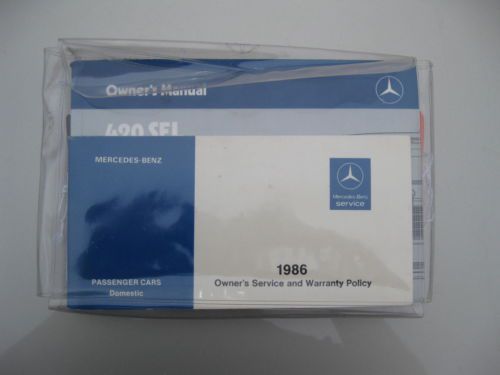 Owner's Manual
420 SEL
MERCEDES-BENZ
Mercedes-Benz
service
1986
Owner's Service and Warranty Policy
PASSENGER CARS
Domestic